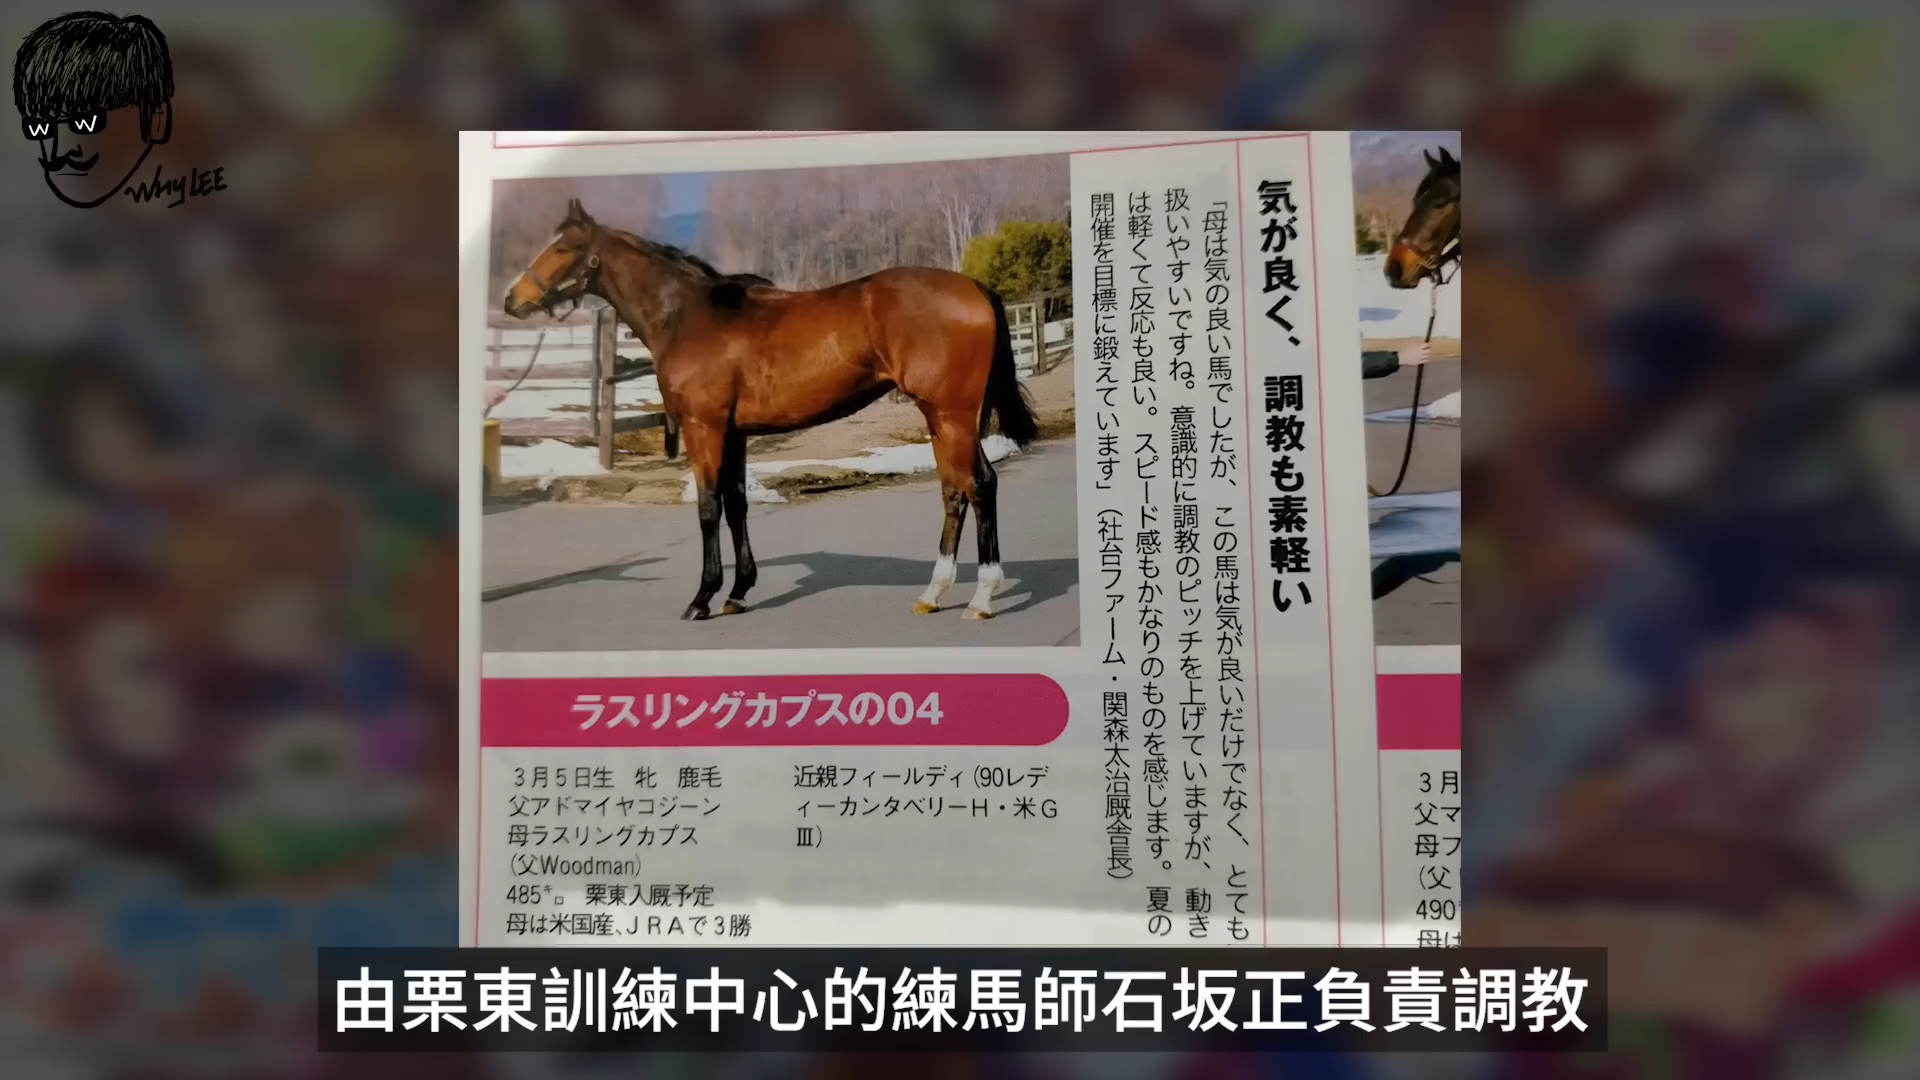 WHYLEE
気が良く、調教も素軽い
「母は気の良い馬でしたが、この馬は気が良いだけでなく、とても
扱いやすいですね。意識的に調教のピッチを上げていますが、動き
は軽くて反応も良い。スピード感もかなりのものを感じます。夏の
開催を目標に鍛えています」（社台ファーム・関森太治厩舎長）
ラスリングカプスの04
3月5日生　牝　鹿毛
父アドマイヤコジーン
母ラスリングカプス
（父Woodman）
485㌔　栗東入厩予定
母は米国産、JRAで3勝
近親フィールディ（90レデ
ィーカンタベリーH・米G
Ⅲ）
3月
父マ
母フ
（父
490
母は
由栗東訓練中心的練馬師石坂正負責調教